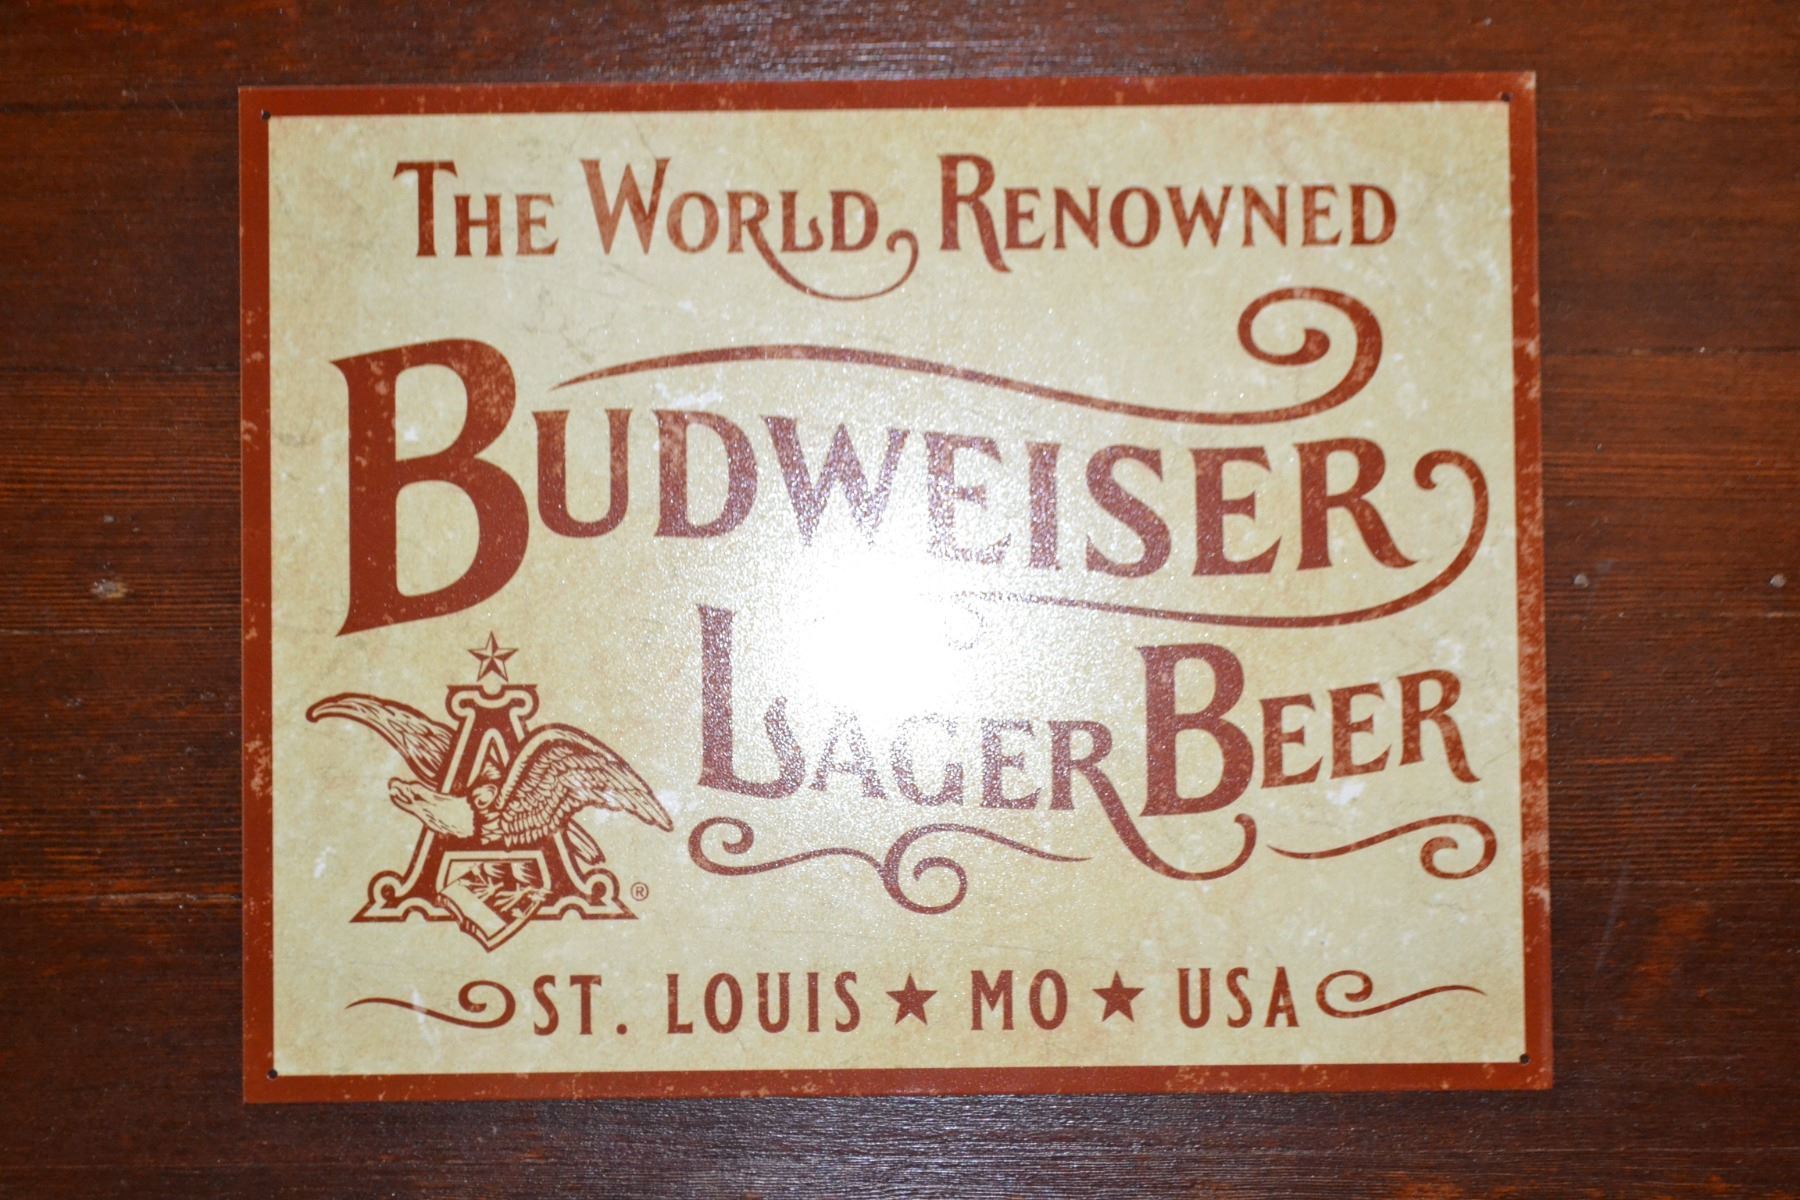 THE WORLD RENOWNED
BUDWEISER
LAGER BEER
A
®
ST. LOUIS ★ MO ★ USA